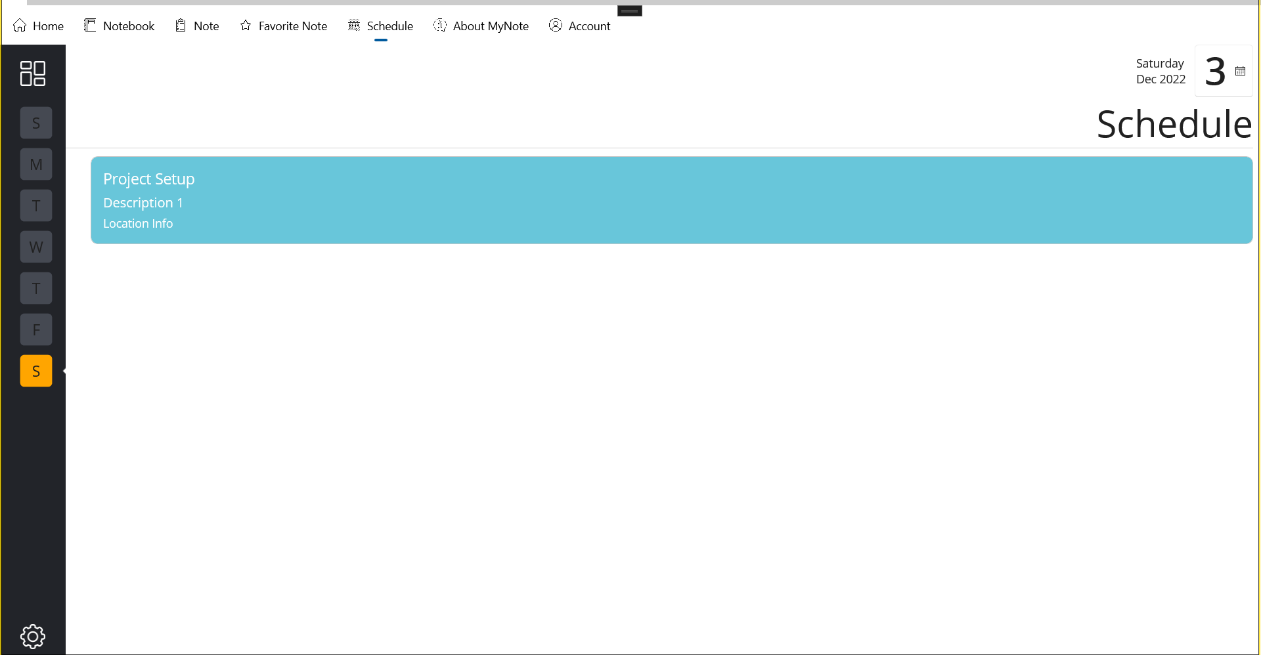 Home Notebook Note Favorite Note Schedule About MyNote Account
Saturday
Dec 2022
3
Schedule
S
M
T
W
T
F
S
Project Setup
Description 1
Location Info